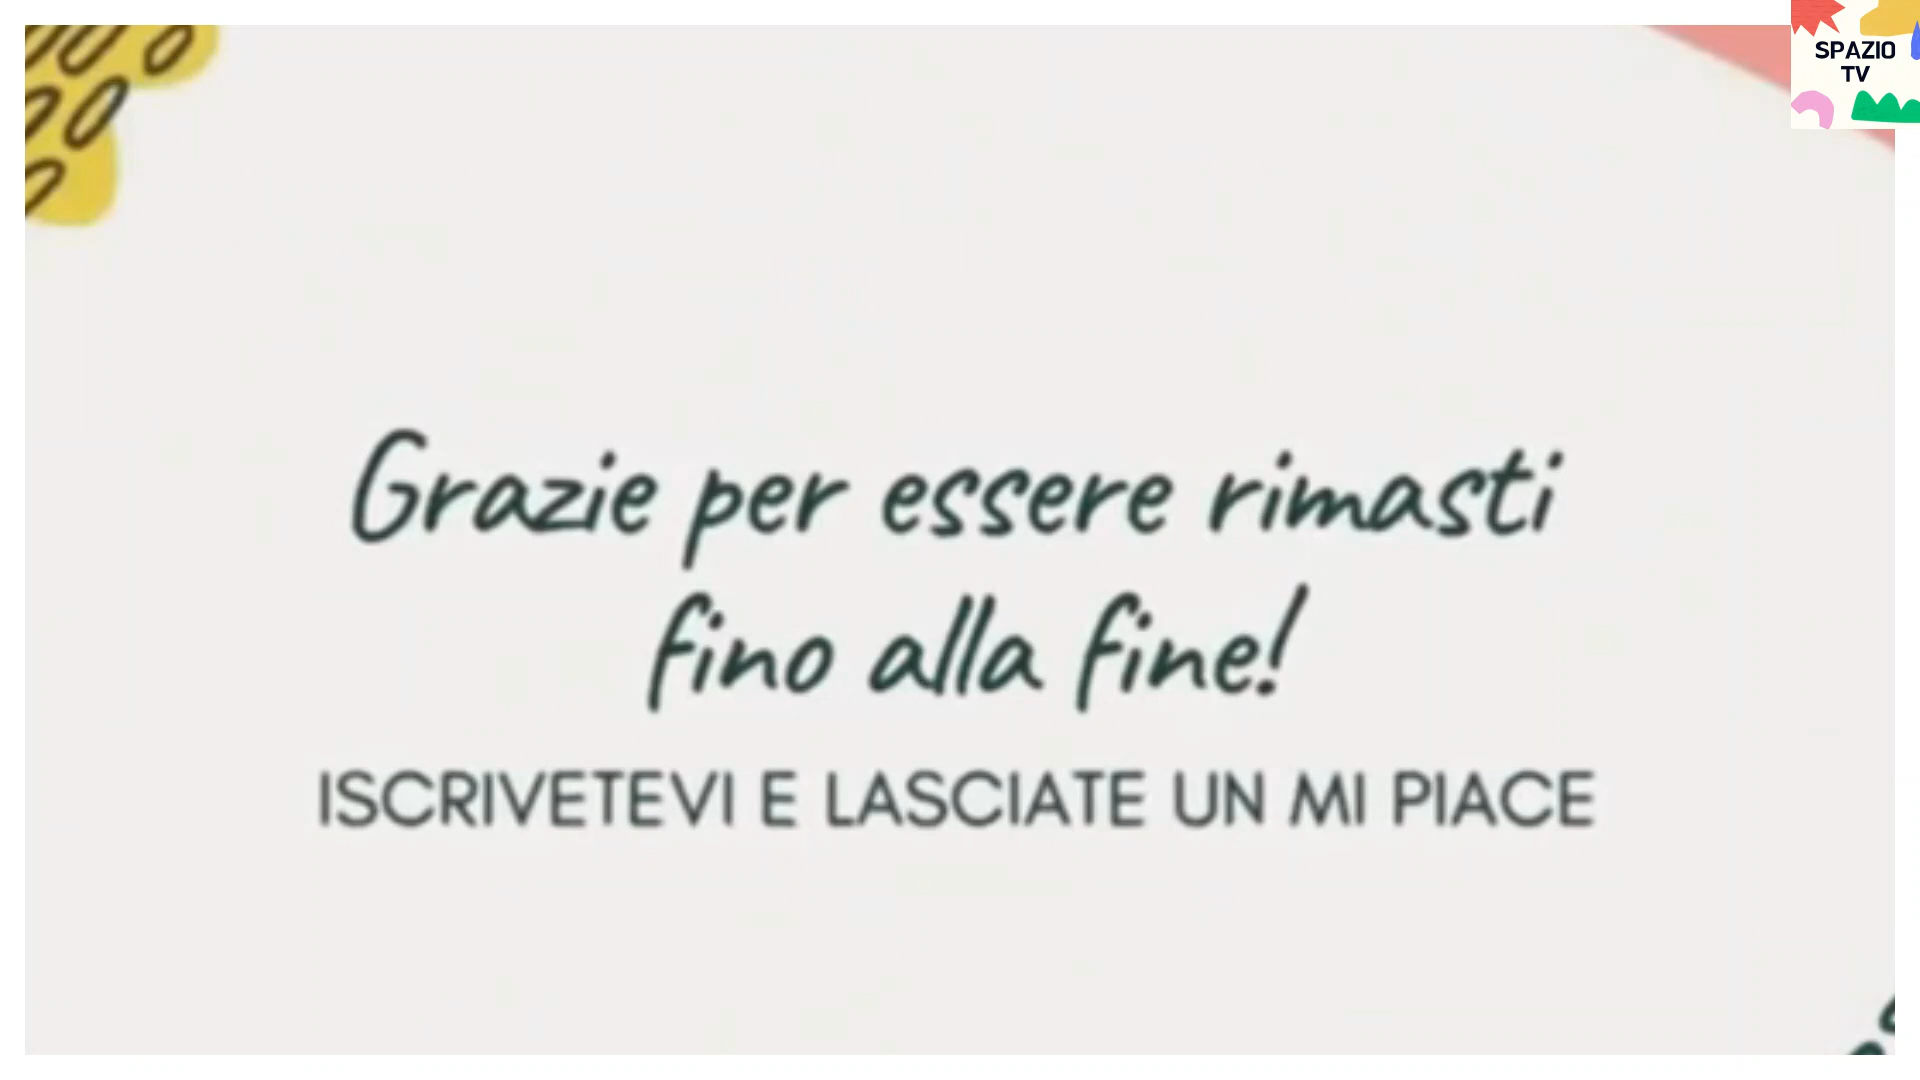 SPAZIO
TV
Grazie per essere rimasti
fino alla fine!
ISCRIVETEVI E LASCIATE UN MI PIACE